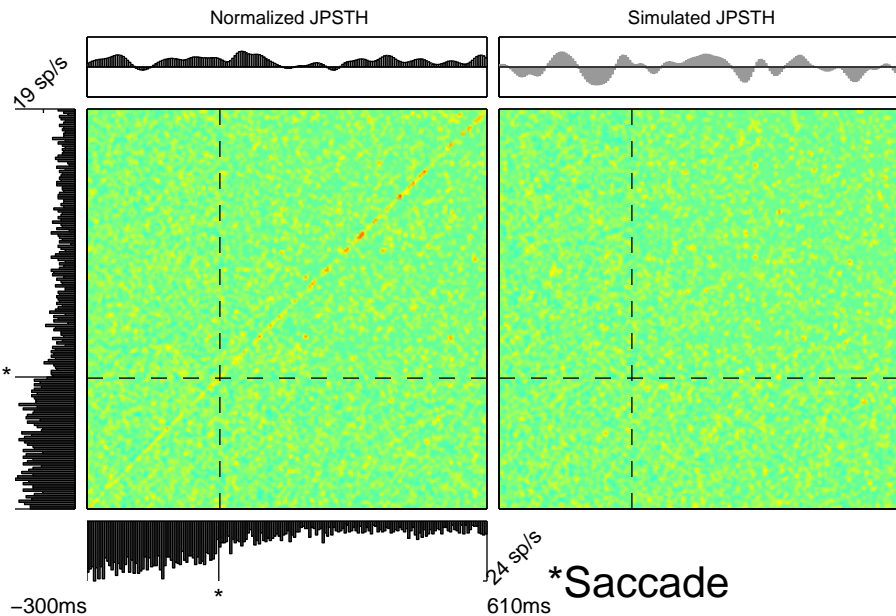 Normalized JPSTH
Simulated JPSTH
19 sp/s
*
24 sp/s
*
*Saccade
−300ms
610ms